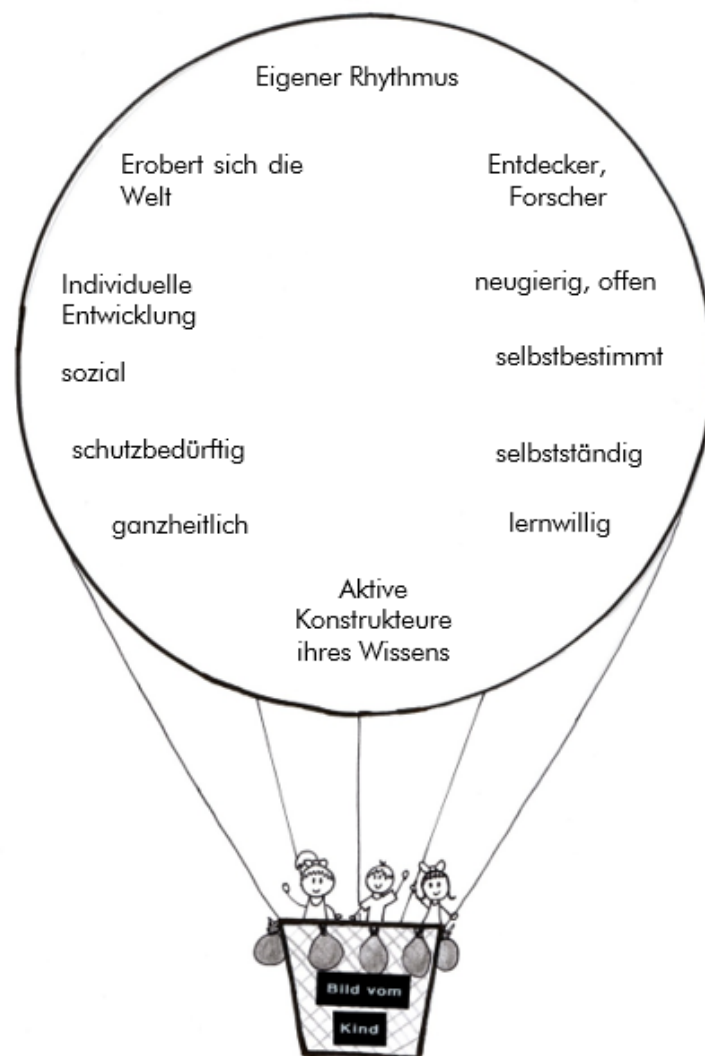 Eigener Rhythmus
Erobert sich die
Welt
Entdecker,
Forscher
Individuelle
Entwicklung
neugierig, offen
sozial
selbstbestimmt
schutzbedürftig
selbstständig
ganzheitlich
lernwillig
Aktive
Konstrukteure
ihres Wissens
Bild vom
Kind